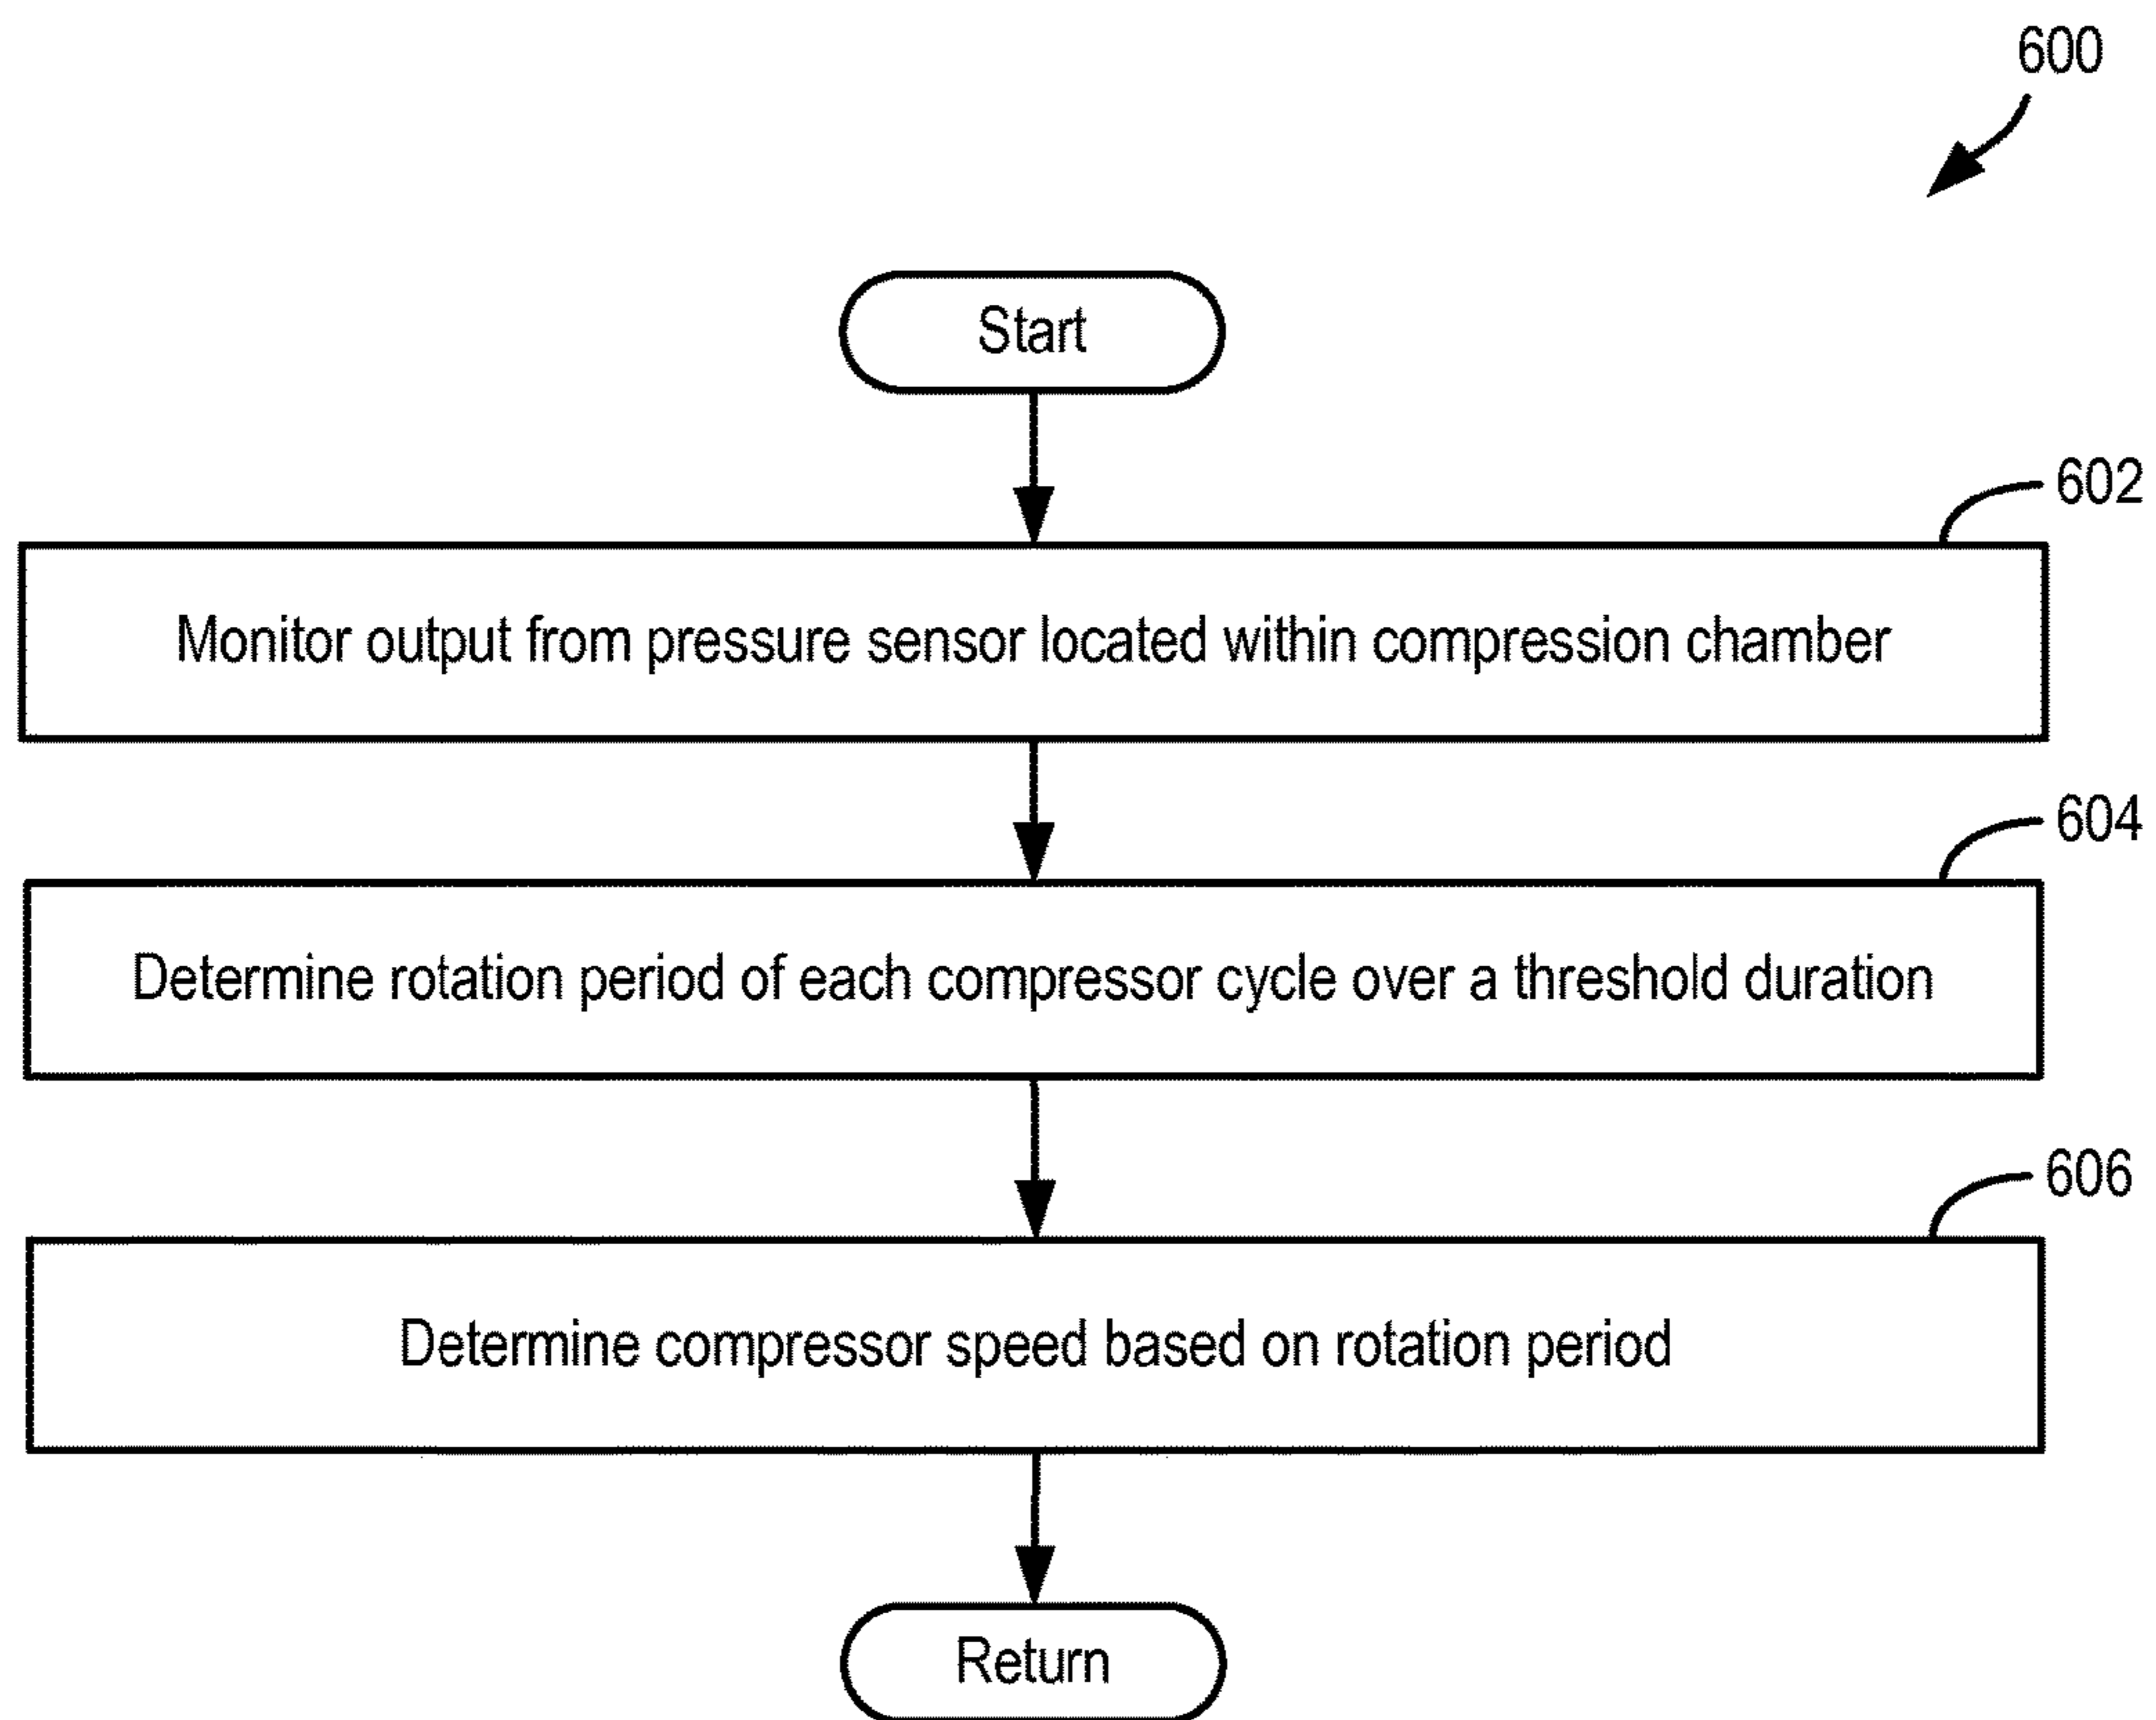 600
Start
602
Monitor output from pressure sensor located within compression chamber
604
Determine rotation period of each compressor cycle over a threshold duration
606
Determine compressor speed based on rotation period
Return